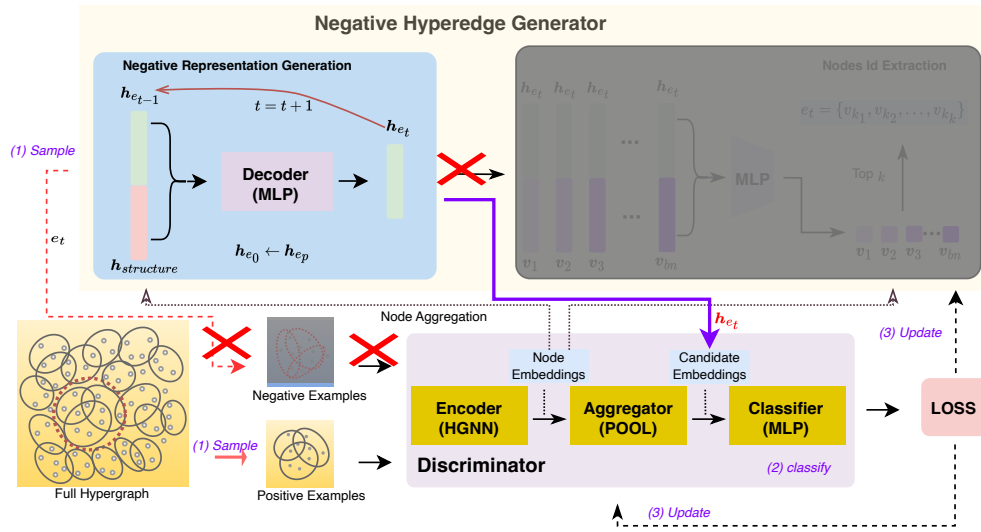 Negative Hyperedge Generator
Negative Representation Generation
h_{e_{t-1}}
t = t + 1
h_{e_t}
Decoder
(MLP)
h_{e_0} ← h_{e_p}
h_{structure}
Nodes Id Extraction
h_{e_t} h_{e_t} h_{e_t} h_{e_t}
e_t = {v_{k_1}, v_{k_2}, . . . , v_{k_k}}
...
MLP
Top k
...
...
v_1 v_2 v_3 v_{bn}
v_1 v_2 v_3 v_{bn}
(1) Sample
e_t
Node Aggregation
h_{e_t}
(3) Update
Negative Examples
Node
Embeddings
Candidate
Embeddings
Encoder
(HGNN)
Aggregator
(POOL)
Classifier
(MLP)
LOSS
(1) Sample
Discriminator
(2) classify
Full Hypergraph
Positive Examples
(3) Update